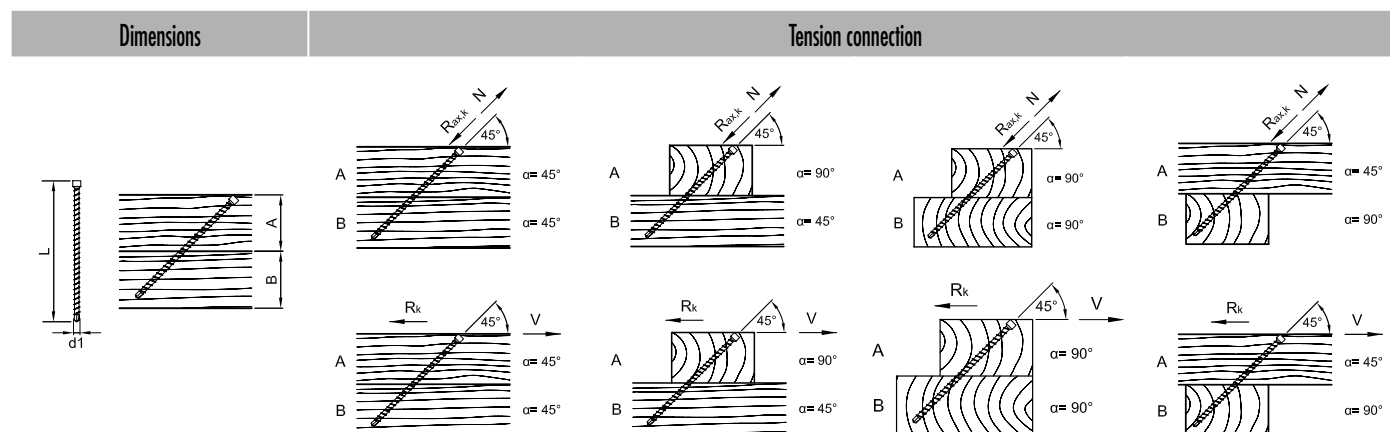 Dimensions
Tension connection
L
d1
A
B
Rax,k
N
45°
A
α= 45°
B
α= 45°
Rax,k
N
45°
A
α= 90°
B
α= 45°
Rax,k
N
45°
A
α= 90°
B
α= 90°
Rax,k
N
45°
A
α= 45°
B
α= 90°
Rk
45°
V
A
α= 45°
B
α= 45°
Rk
45°
V
A
α= 90°
B
α= 45°
Rk
45°
V
A
α= 90°
B
α= 90°
Rk
45°
V
A
α= 45°
B
α= 90°